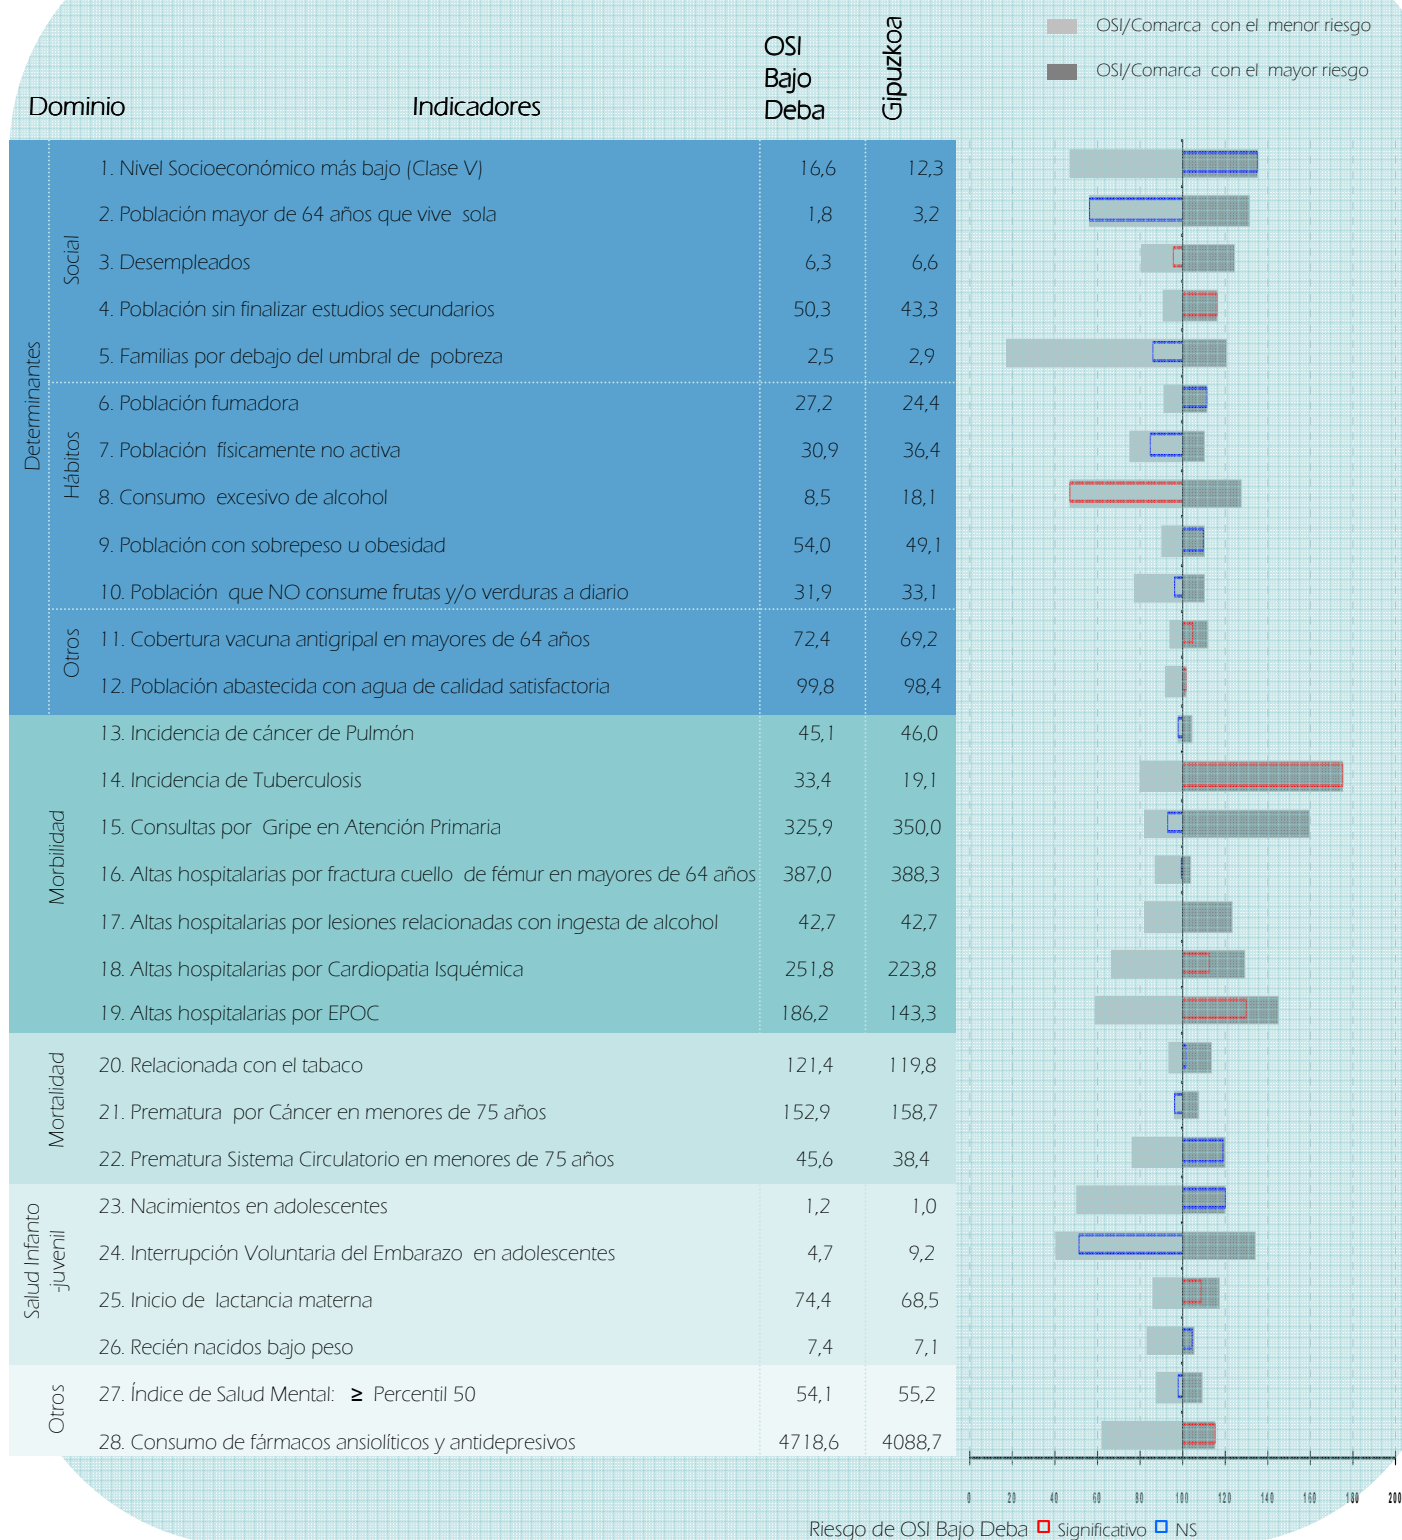 OSI/Comarca con el menor riesgo
OSI/Comarca con el mayor riesgo
Dominio Indicadores OSI Bajo Deba Gipuzkoa
Determinantes
Social
1. Nivel Socioeconómico más bajo (Clase V) 16,6 12,3
2. Población mayor de 64 años que vive sola 1,8 3,2
3. Desempleados 6,3 6,6
4. Población sin finalizar estudios secundarios 50,3 43,3
5. Familias por debajo del umbral de pobreza 2,5 2,9
Hábitos
6. Población fumadora 27,2 24,4
7. Población físicamente no activa 30,9 36,4
8. Consumo excesivo de alcohol 8,5 18,1
9. Población con sobrepeso u obesidad 54,0 49,1
10. Población que NO consume frutas y/o verduras a diario 31,9 33,1
Otros
11. Cobertura vacuna antigripal en mayores de 64 años 72,4 69,2
12. Población abastecida con agua de calidad satisfactoria 99,8 98,4
Morbilidad
13. Incidencia de cáncer de Pulmón 45,1 46,0
14. Incidencia de Tuberculosis 33,4 19,1
15. Consultas por Gripe en Atención Primaria 325,9 350,0
16. Altas hospitalarias por fractura cuello de fémur en mayores de 64 años 387,0 388,3
17. Altas hospitalarias por lesiones relacionadas con ingesta de alcohol 42,7 42,7
18. Altas hospitalarias por Cardiopatia Isquémica 251,8 223,8
19. Altas hospitalarias por EPOC 186,2 143,3
Mortalidad
20. Relacionada con el tabaco 121,4 119,8
21. Prematura por Cáncer en menores de 75 años 152,9 158,7
22. Prematura Sistema Circulatorio en menores de 75 años 45,6 38,4
Salud Infanto
-juvenil
23. Nacimientos en adolescentes 1,2 1,0
24. Interrupción Voluntaria del Embarazo en adolescentes 4,7 9,2
25. Inicio de lactancia materna 74,4 68,5
26. Recién nacidos bajo peso 7,4 7,1
Otros
27. Índice de Salud Mental: ≥ Percentil 50 54,1 55,2
28. Consumo de fármacos ansiolíticos y antidepresivos 4718,6 4088,7
0 20 40 60 80 100 120 140 160 180 200
Riesgo de OSI Bajo Deba Significativo NS